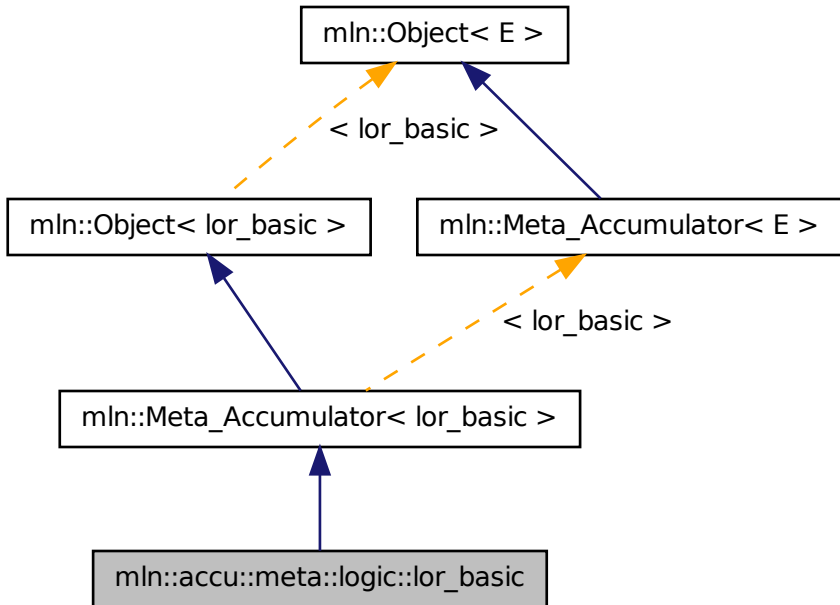 mln::Object< E >
< lor_basic >
mln::Object< lor_basic >
mln::Meta_Accumulator< E >
< lor_basic >
mln::Meta_Accumulator< lor_basic >
mln::accu::meta::logic::lor_basic